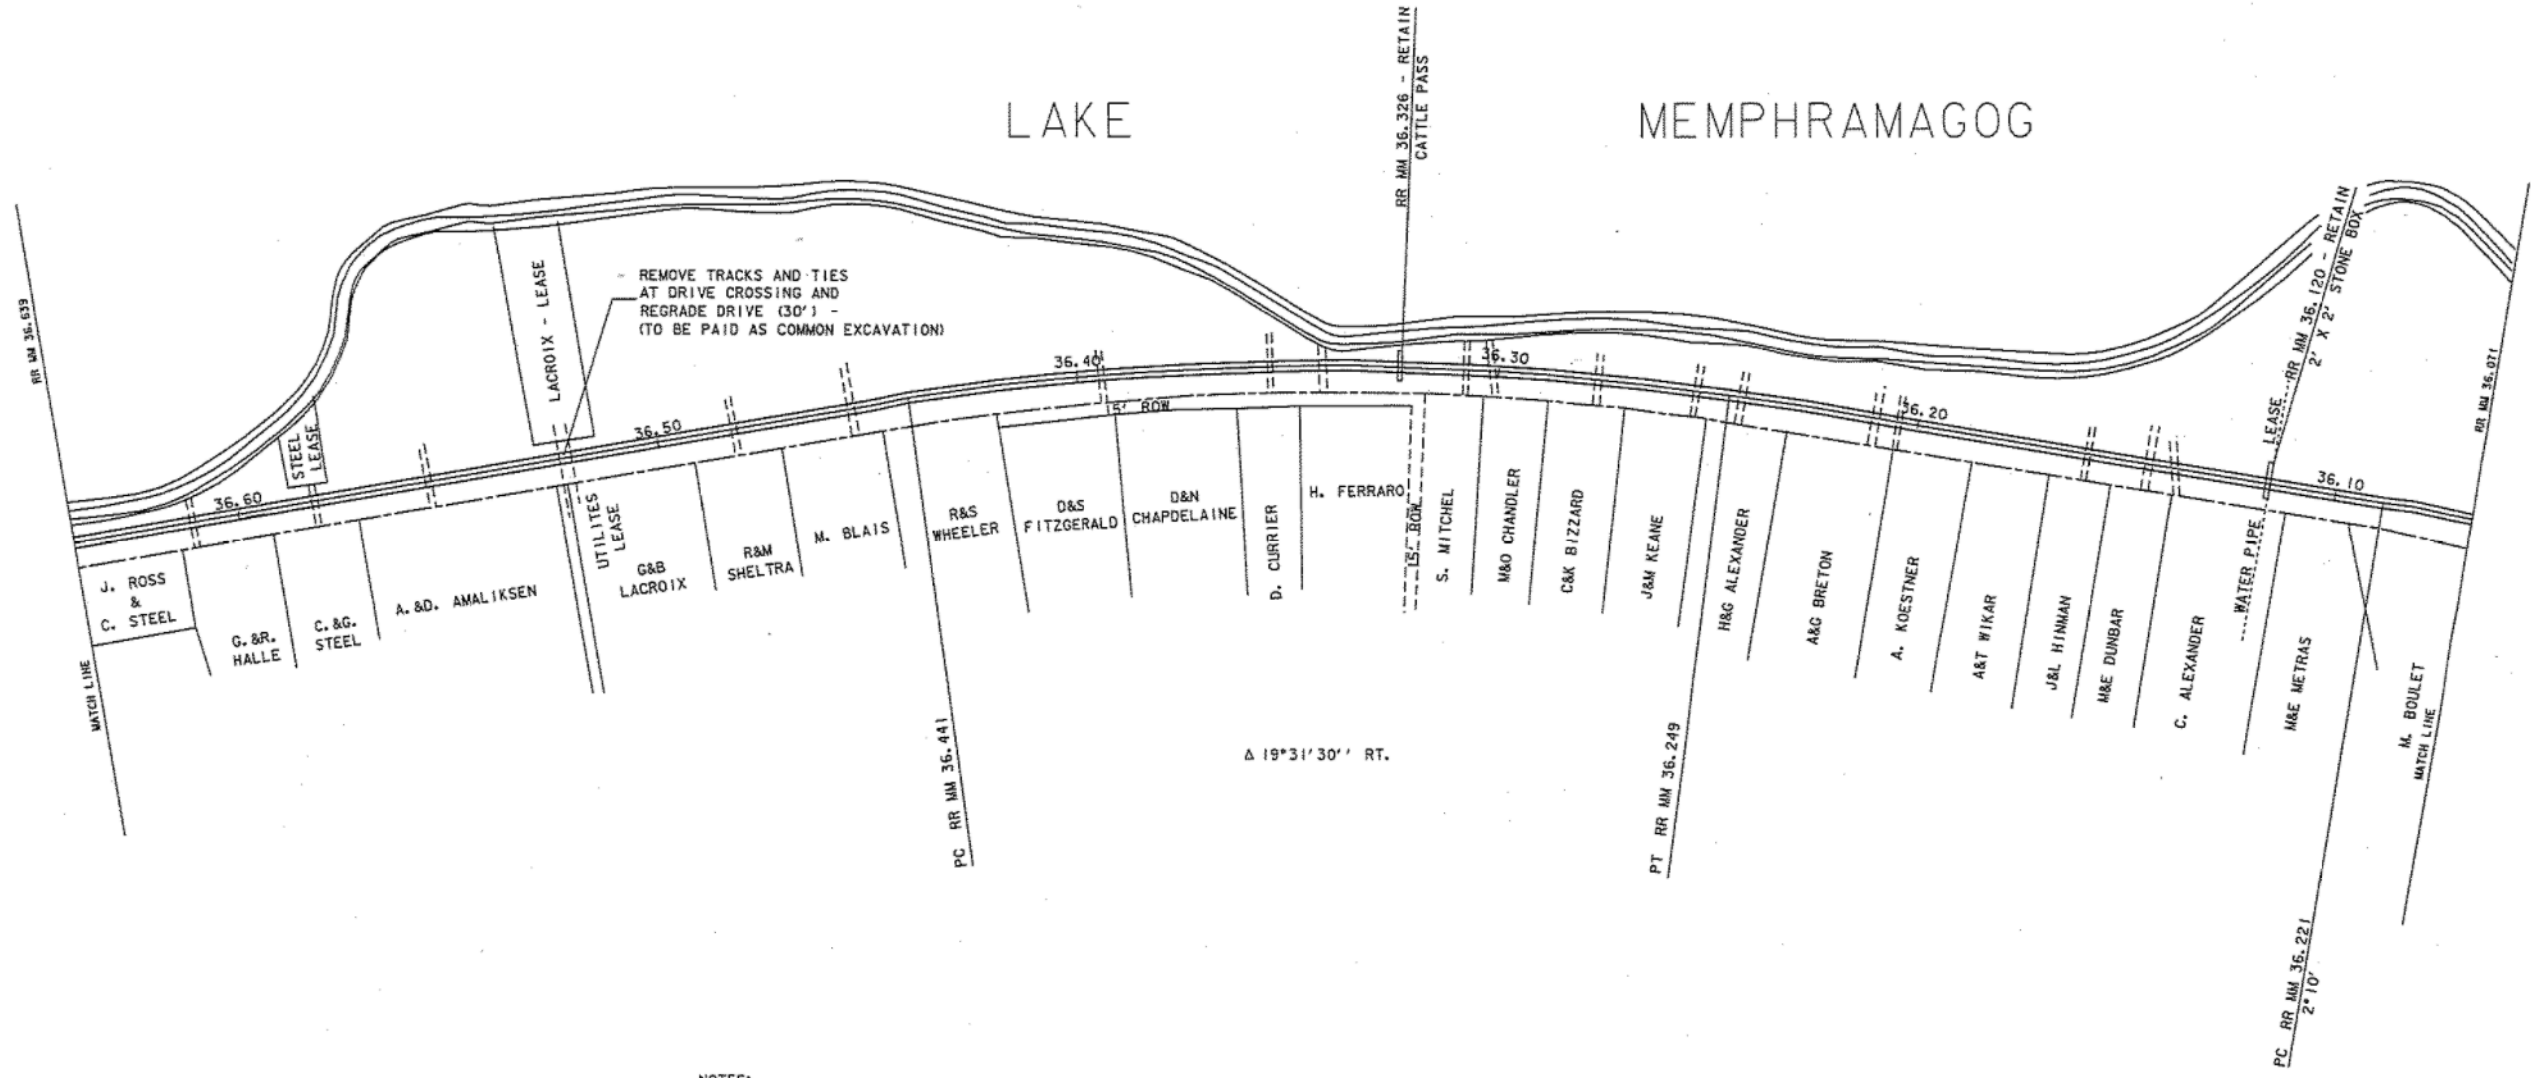 LAKE
MEMPHRAMAGOG
RR MM 36.326 - RETAIN
CATTLE PASS
RR MM 36.639
MATCH LINE
STEEL
LEASE
LACROIX - LEASE
- REMOVE TRACKS AND TIES
AT DRIVE CROSSING AND
REGRADE DRIVE (30') -
(TO BE PAID AS COMMON EXCAVATION)
36.60
36.50
36.40
36.30
36.20
36.10
15' ROW
15' ROW
LEASE
RR MM 36.120 - RETAIN
2' X 2' STONE BOX
RR MM 36.071
J. ROSS
&
C. STEEL
G.&R.
HALLE
C.&G.
STEEL
A.&D. AMALIKSEN
UTILITES
LEASE
G&B
LACROIX
R&M
SHELTRA
M. BLAIS
R&S
WHEELER
D&S
FITZGERALD
D&N
CHAPDELAINE
D. CURRIER
H. FERRARO
S. MITCHEL
M&O CHANDLER
C&K BIZZARD
J&M KEANE
H&G ALEXANDER
A&G BRETON
A. KOESTNER
A&T WIKAR
J&L HINMAN
M&E DUNBAR
C. ALEXANDER
WATER PIPE
M&E METRAS
M. BOULET
MATCH LINE
PC RR MM 36.441
Δ 19°31'30'' RT.
PT RR MM 36.249
PC RR MM 36.221
2°10'
NOTES: